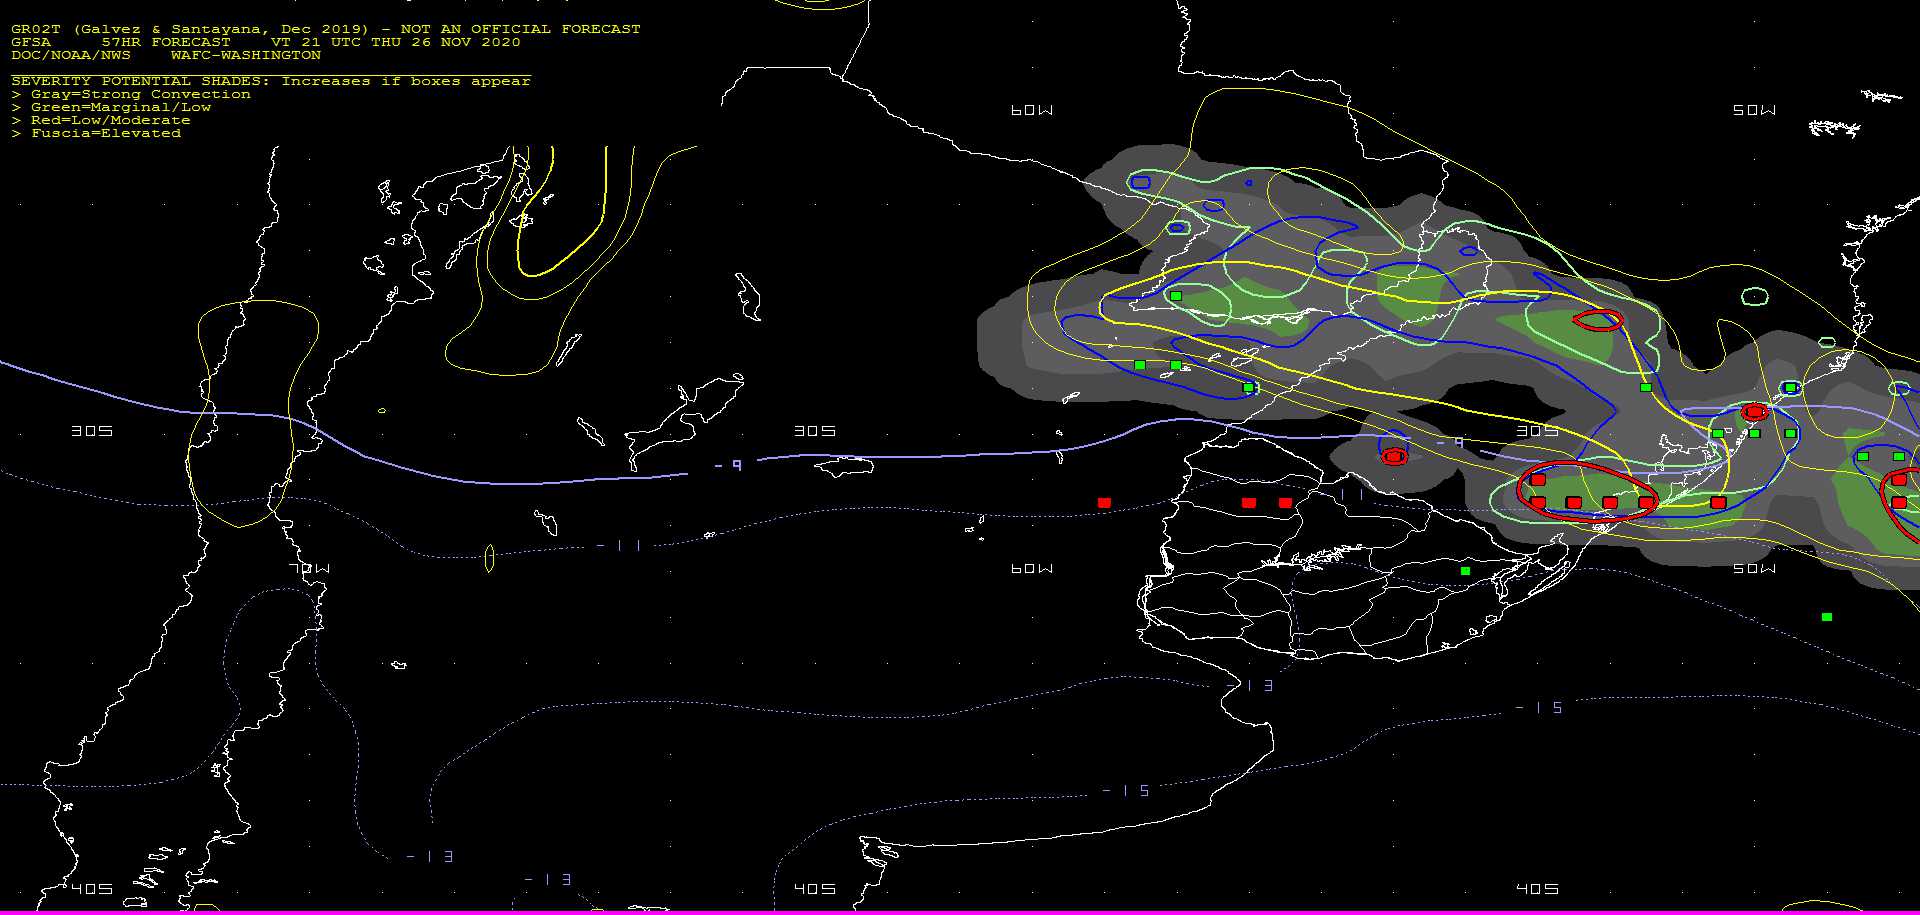 GR02T (Galvez & Santayana, Dec 2019) - NOT AN OFFICIAL FORECAST
GFSA 57HR FORECAST VT 21 UTC THU 26 NOV 2020
DOC/NOAA/NWS WAFC-WASHINGTON
SEVERITY POTENTIAL SHADES: Increases if boxes appear
> Gray=Strong Convection
> Green=Marginal/Low
> Red=Low/Moderate
> Fuscia=Elevated
60W
50W
30S
30S
30S
-9
-9
-11
-11
70W
60W
50W
-13
-15
-15
-13
-13
40S
40S
40S